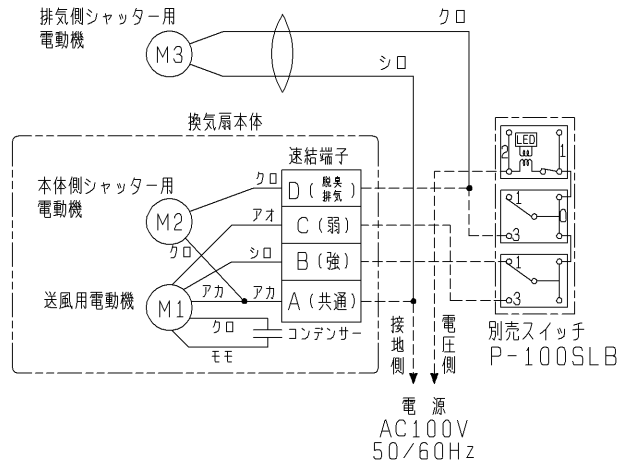 排気側シャッター用
電動機
M3
クロ
シロ
換気扇本体
速結端子
本体側シャッター用
電動機
M2
クロ
D(脱臭排気)
アオ
C(弱)
クロ
シロ
B(強)
送風用電動機
M1
アカ
アカ
A(共通)
クロ
コンデンサー
モモ
LED
2
1
1
0
3
1
3
別売スイッチ
P-100SLB
接地側
電圧側
電 源
AC100V
50/60Hz